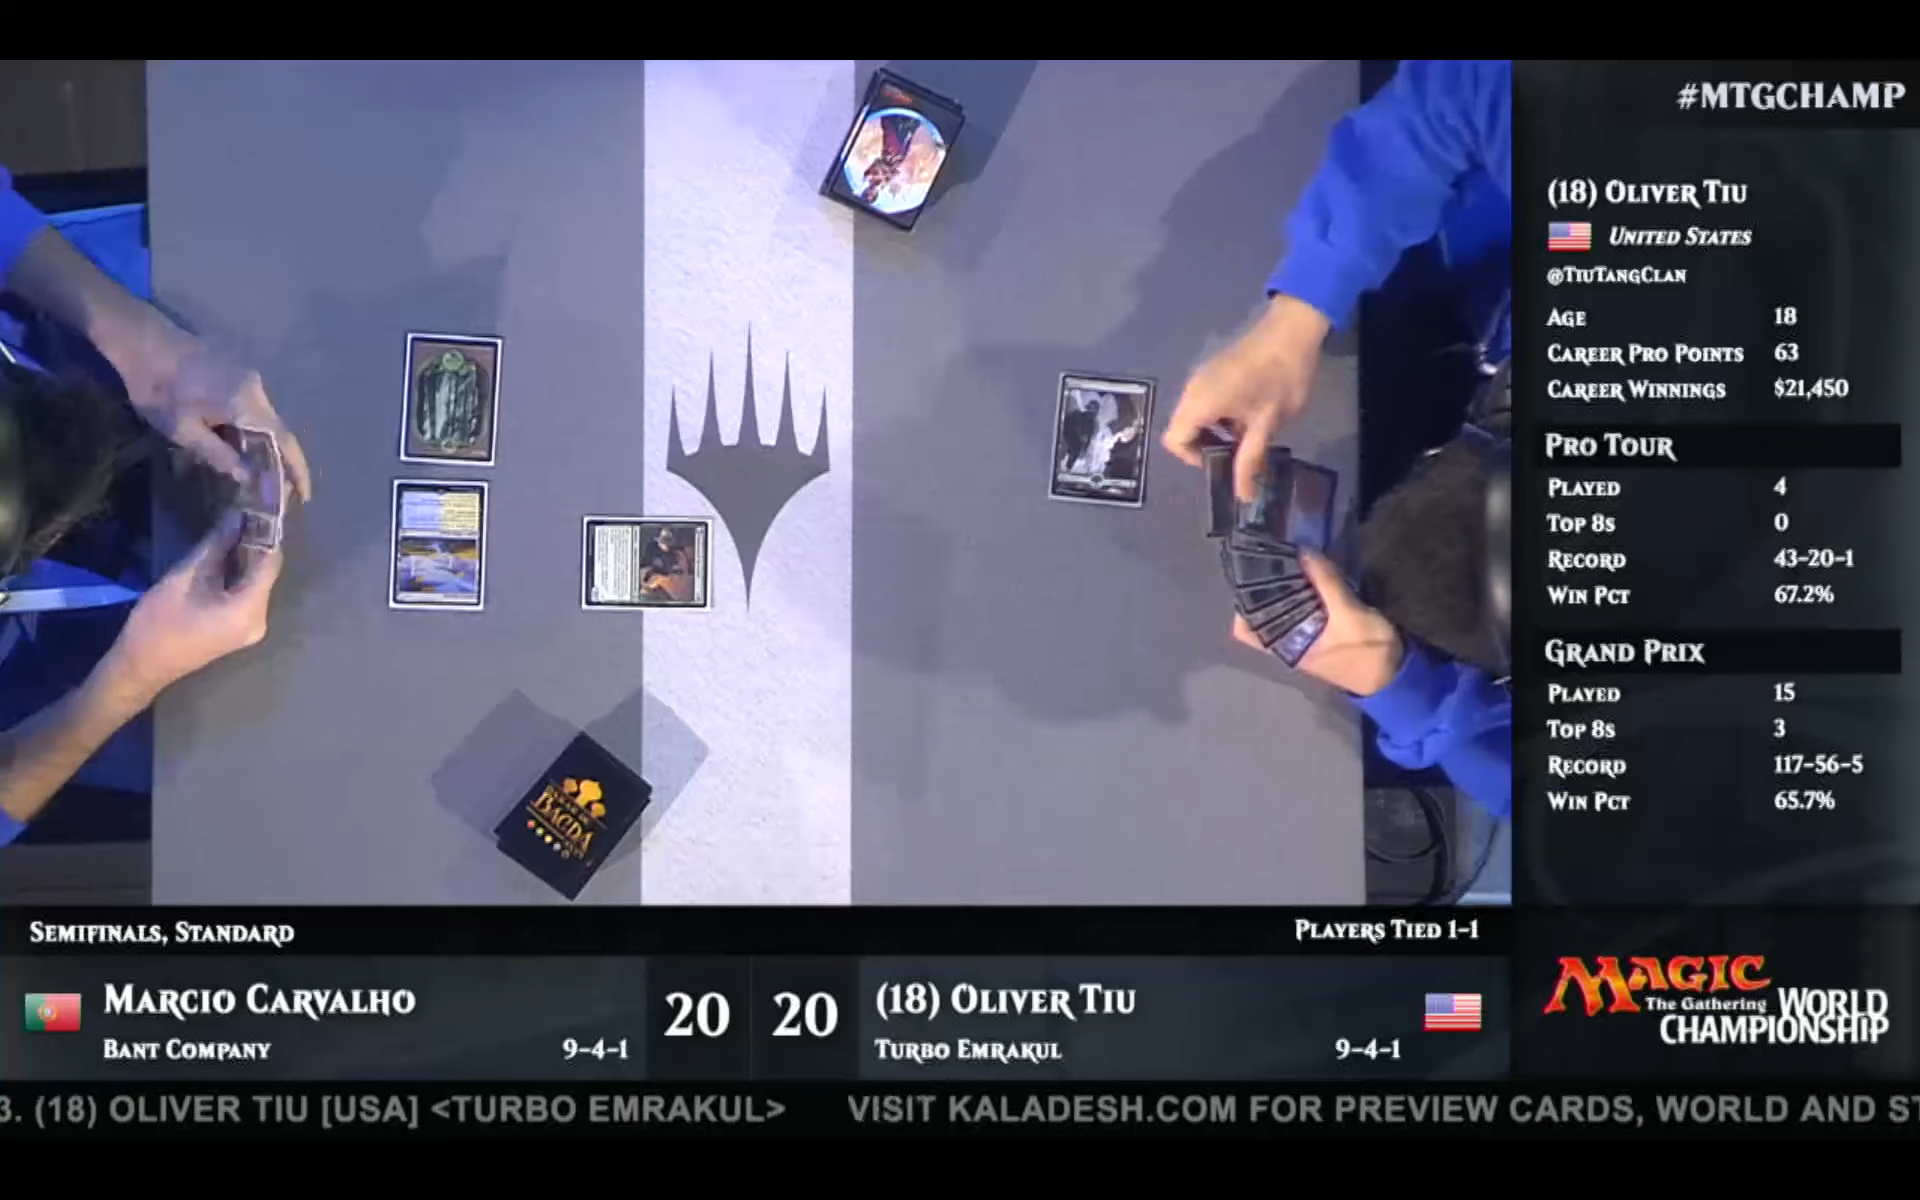 #MTGCHAMP
(18) Oliver Tiu
United States
@TiuTangClan
Age 18
Career Pro Points 63
Career Winnings $21,450
Pro Tour
Played 4
Top 8s 0
Record 43-20-1
Win Pct 67.2%
Grand Prix
Played 15
Top 8s 3
Record 117-56-5
Win Pct 65.7%
BAGDA
Semifinals, Standard
Players Tied 1-1
Marcio Carvalho
Bant Company 9-4-1
20 20
(18) Oliver Tiu
Turbo Emrakul 9-4-1
Magic
The Gathering
World
Championship
3. (18) OLIVER TIU [USA] <TURBO EMRAKUL> VISIT KALADESH.COM FOR PREVIEW CARDS, WORLD AND ST